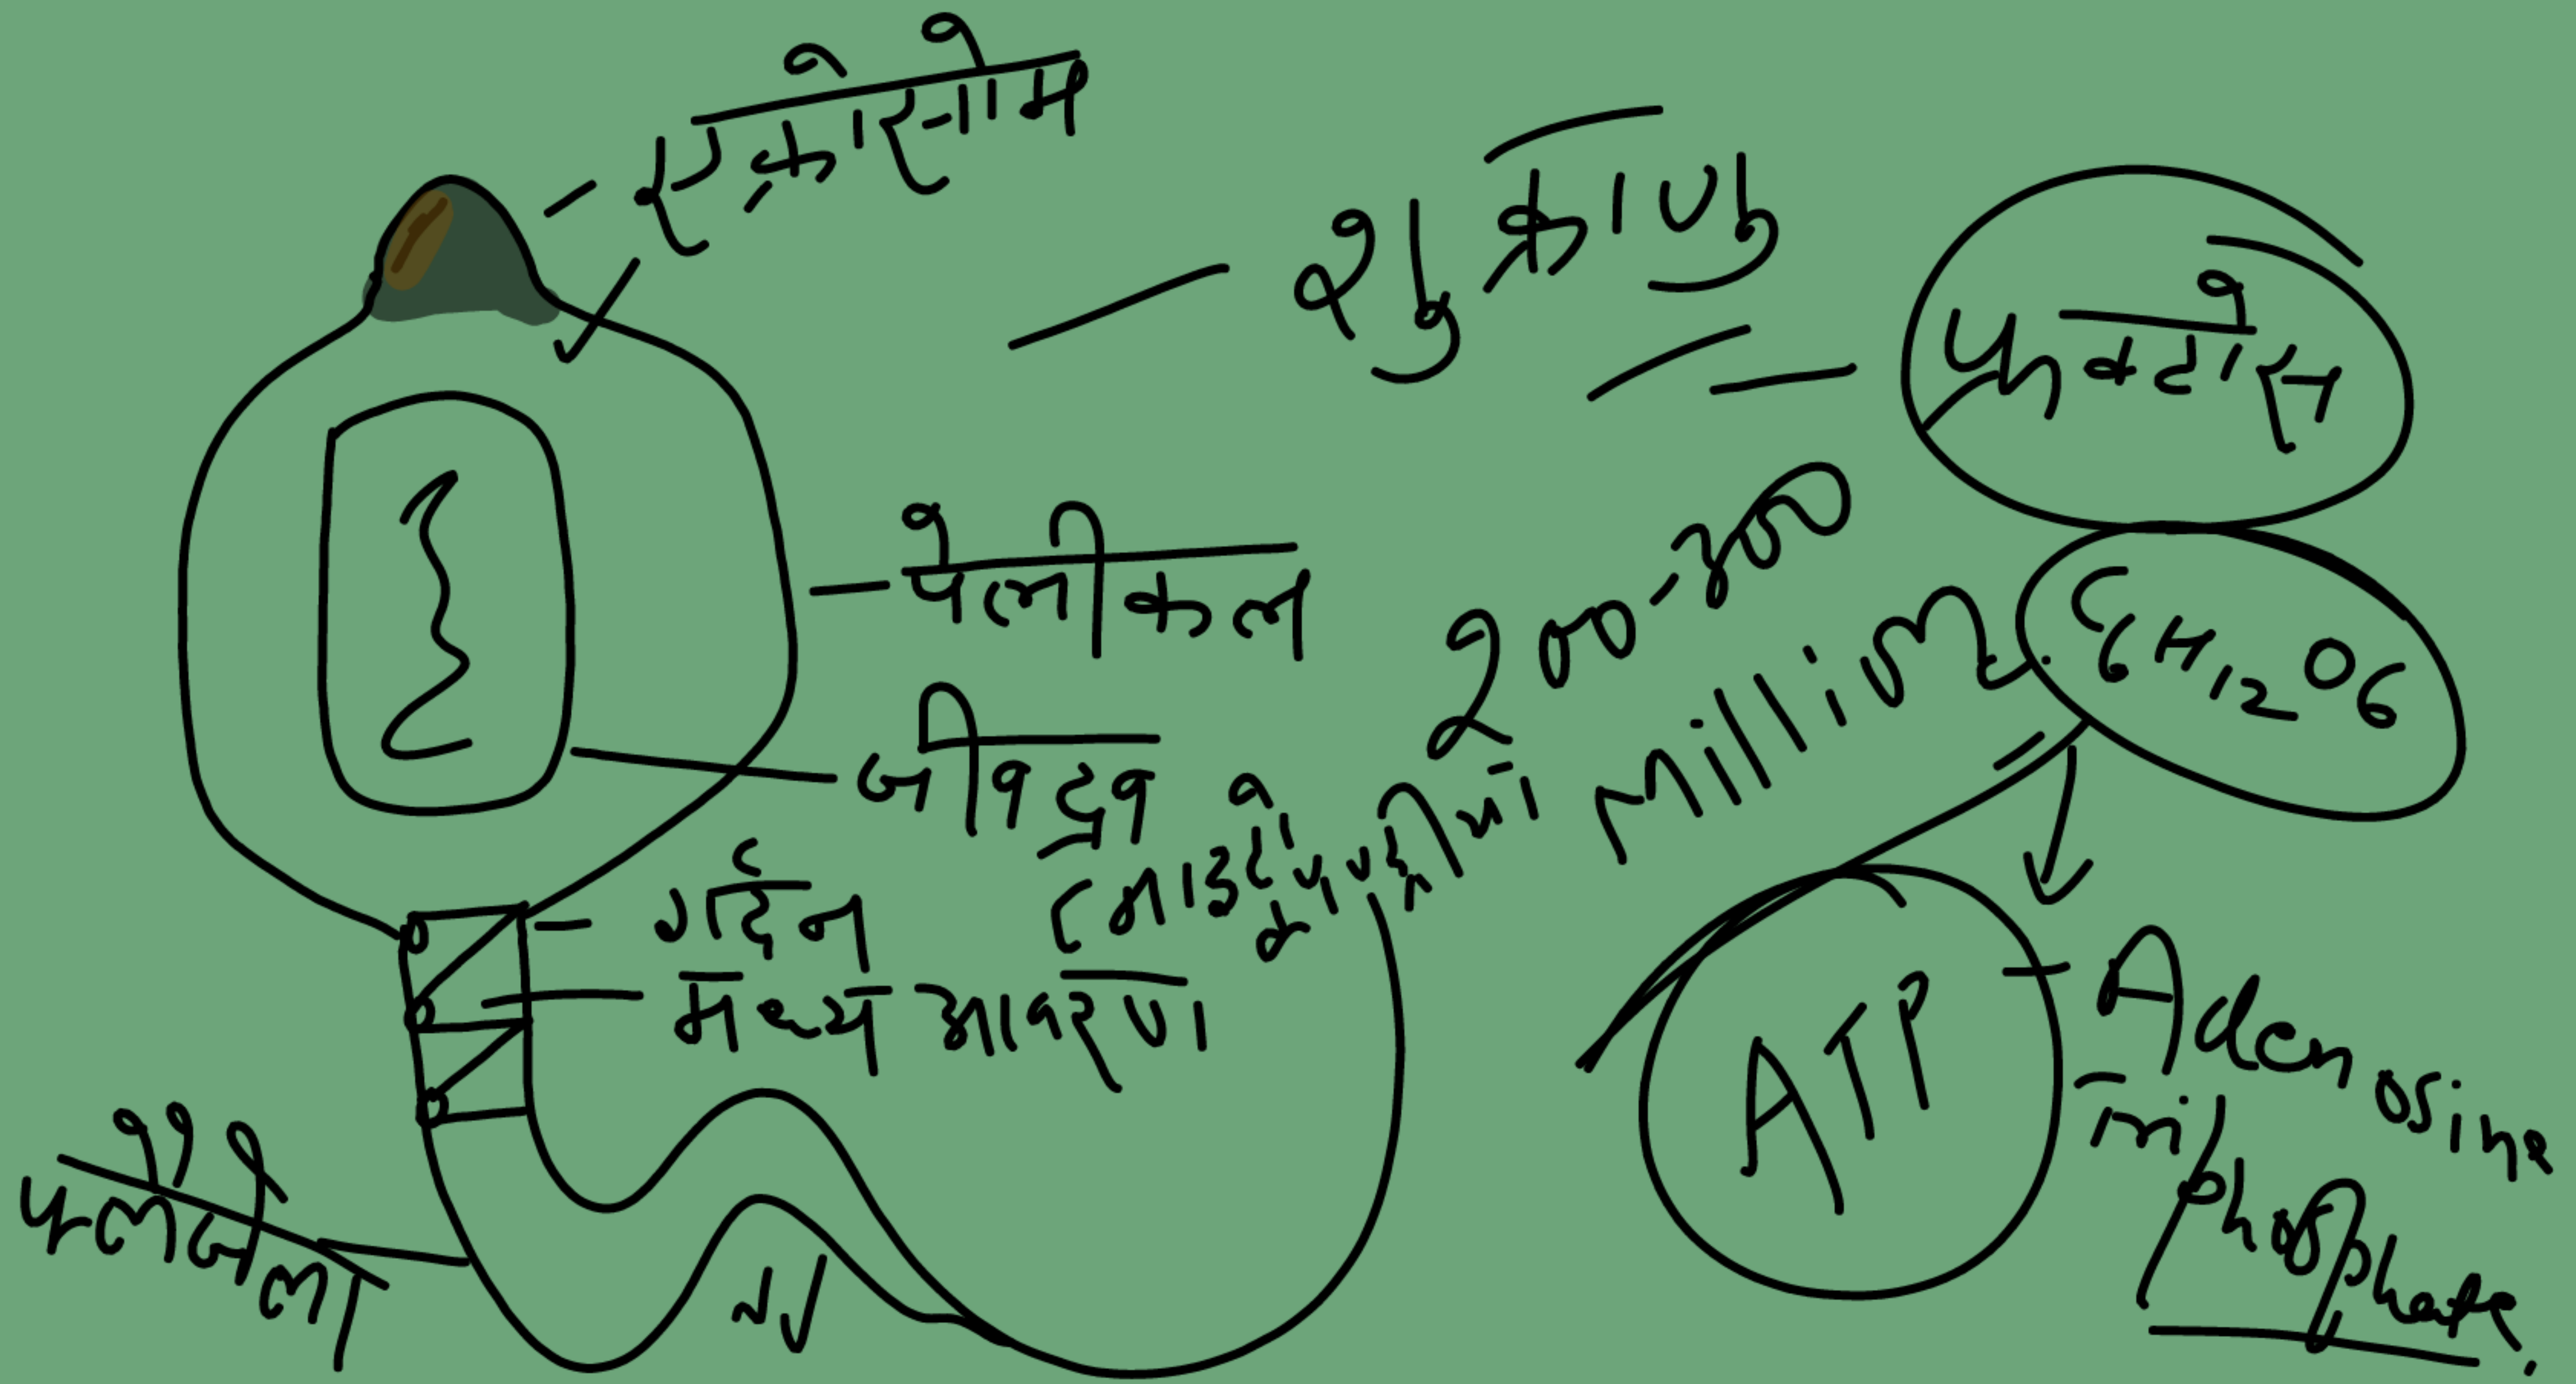 एक्रोसोम
शुक्राणु
फ्रक्टोस
पेलीकल
200-300
Million
C6H12O6
जीवद्रव
गर्दन
मध्य आवरण
ATP
Adenosine
Tri
phosphate.
फ्लेजेला